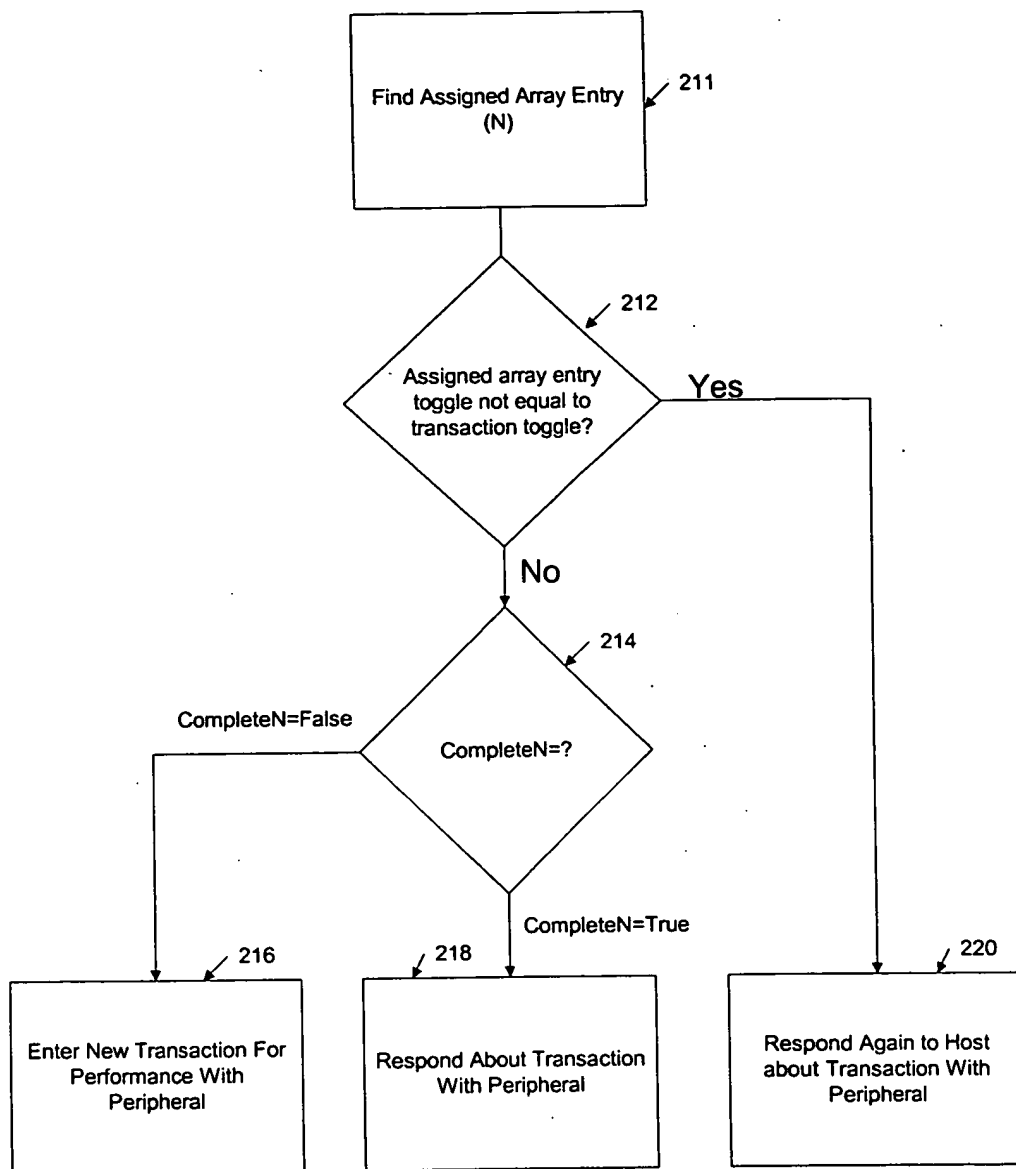 Find Assigned Array Entry
(N)
211
212
Assigned array entry
toggle not equal to
transaction toggle?
Yes
No
214
CompleteN=False
CompleteN=?
CompleteN=True
216
218
220
Enter New Transaction For
Performance With
Peripheral
Respond About Transaction
With Peripheral
Respond Again to Host
about Transaction With
Peripheral